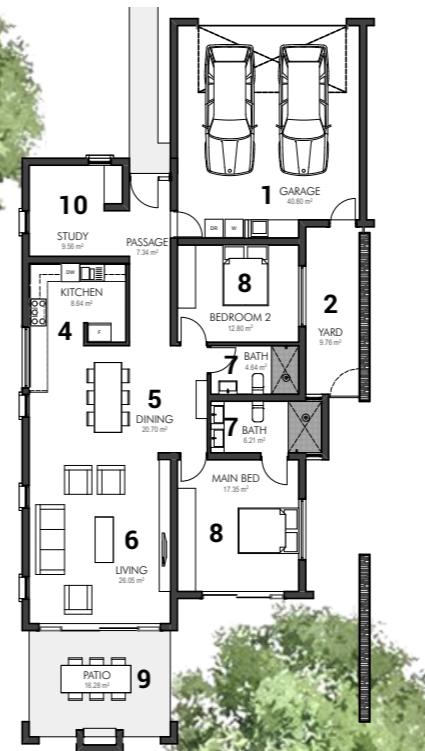 1 GARAGE
40.80 m²
10
STUDY
9.56 m²
PASSAGE
7.34 m²
DR W
DW
KITCHEN
8.64 m²
4
F
8
BEDROOM 2
12.80 m²
2
YARD
9.76 m²
7 BATH
4.64 m²
5
DINING
20.70 m²
7 BATH
6.21 m²
MAIN BED
17.35 m²
8
6
LIVING
26.05 m²
PATIO
16.28 m²
9